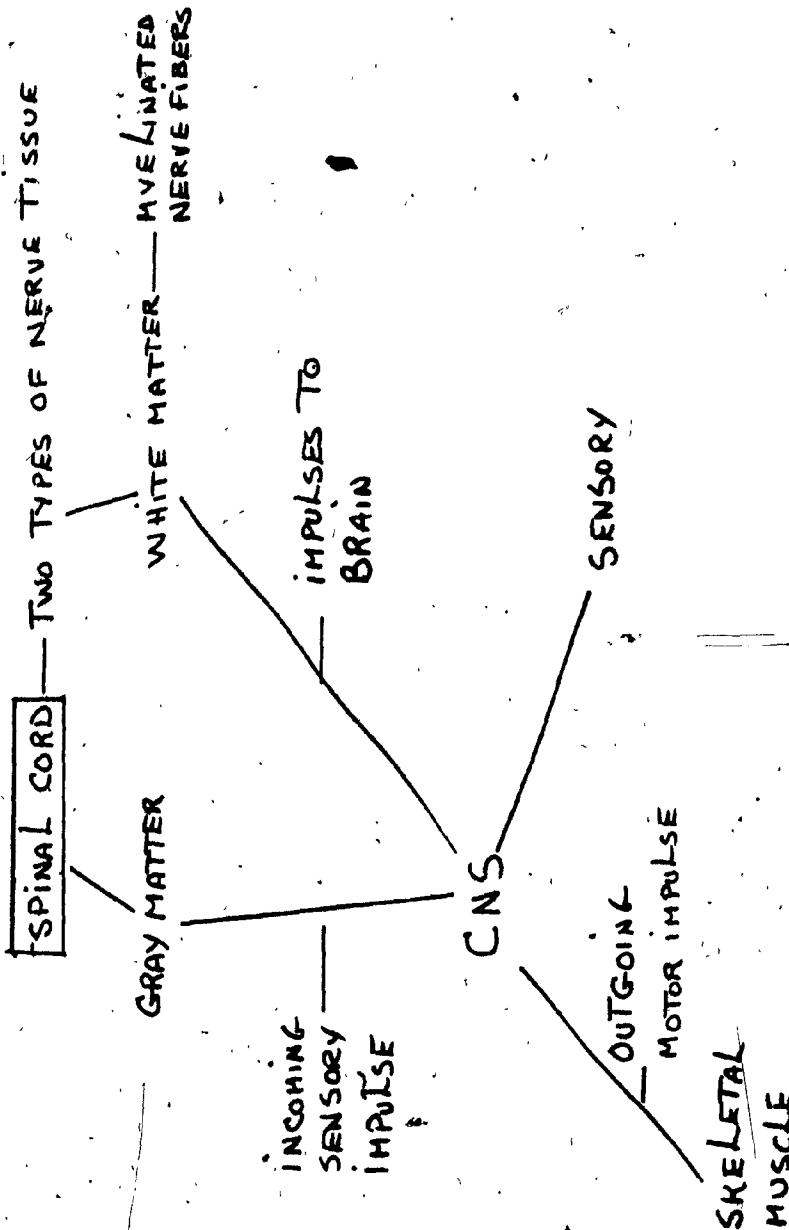 SPINAL CORD — TWO TYPES OF NERVE TISSUE
GRAY MATTER
WHITE MATTER — MYELINATED
NERVE FIBERS
INCOMING
SENSORY
IMPULSE
IMPULSES TO
BRAIN
CNS
OUTGOING
MOTOR IMPULSE
SENSORY
SKELETAL
MUSCLE